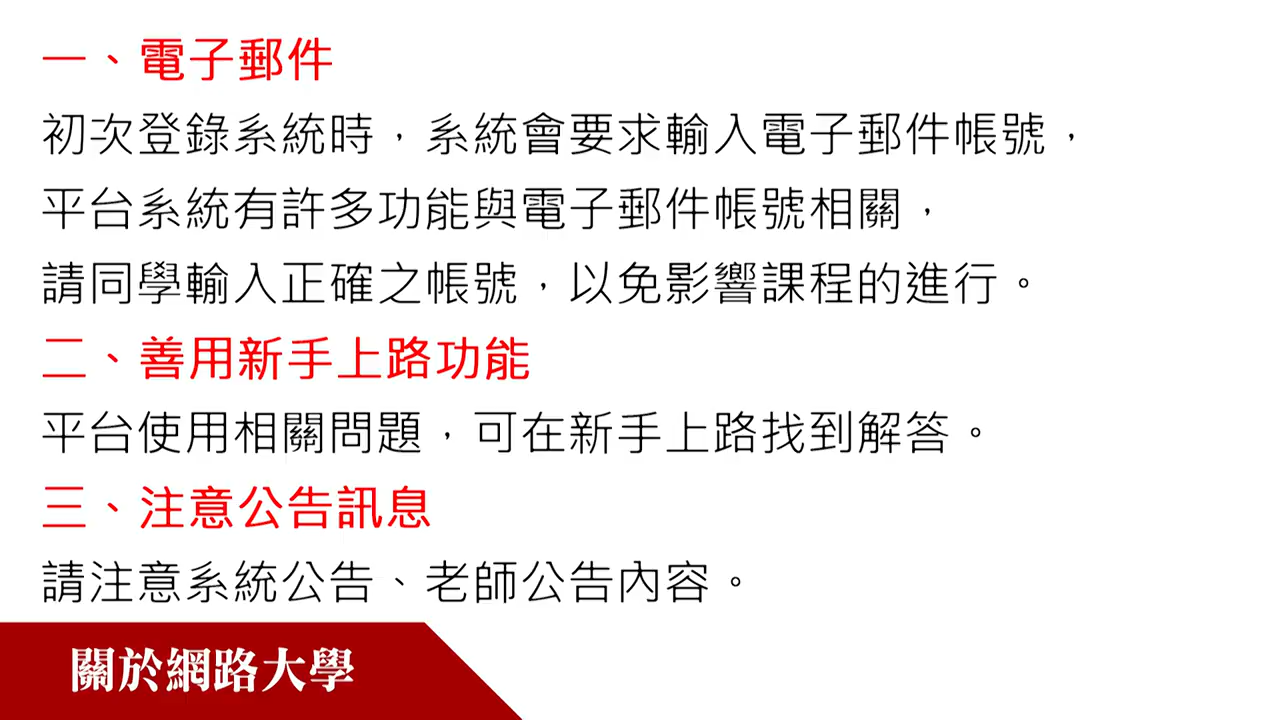 一、電子郵件
初次登錄系統時，系統會要求輸入電子郵件帳號，
平台系統有許多功能與電子郵件帳號相關，
請同學輸入正確之帳號，以免影響課程的進行。
二、善用新手上路功能
平台使用相關問題，可在新手上路找到解答。
三、注意公告訊息
請注意系統公告、老師公告內容。
關於網路大學